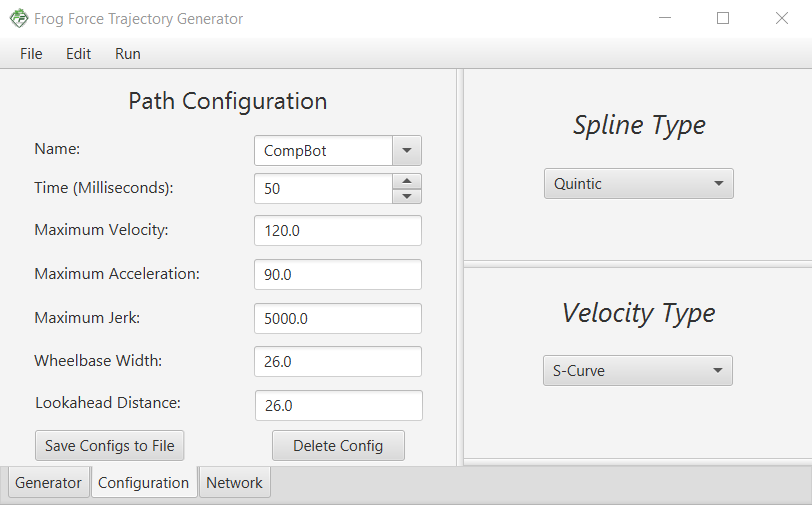 Frog Force Trajectory Generator
File Edit Run
Path Configuration
Name: CompBot
Time (Milliseconds): 50
Maximum Velocity: 120.0
Maximum Acceleration: 90.0
Maximum Jerk: 5000.0
Wheelbase Width: 26.0
Lookahead Distance: 26.0
Save Configs to File Delete Config
Spline Type
Quintic
Velocity Type
S-Curve
Generator Configuration Network